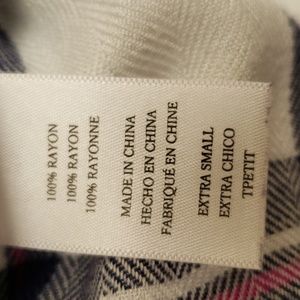 100% RAYON
100% RAYON
100% RAYONNE
MADE IN CHINA
HECHO EN CHINA
FABRIQUÉ EN CHINE
EXTRA SMALL
EXTRA CHICO
TPETIT